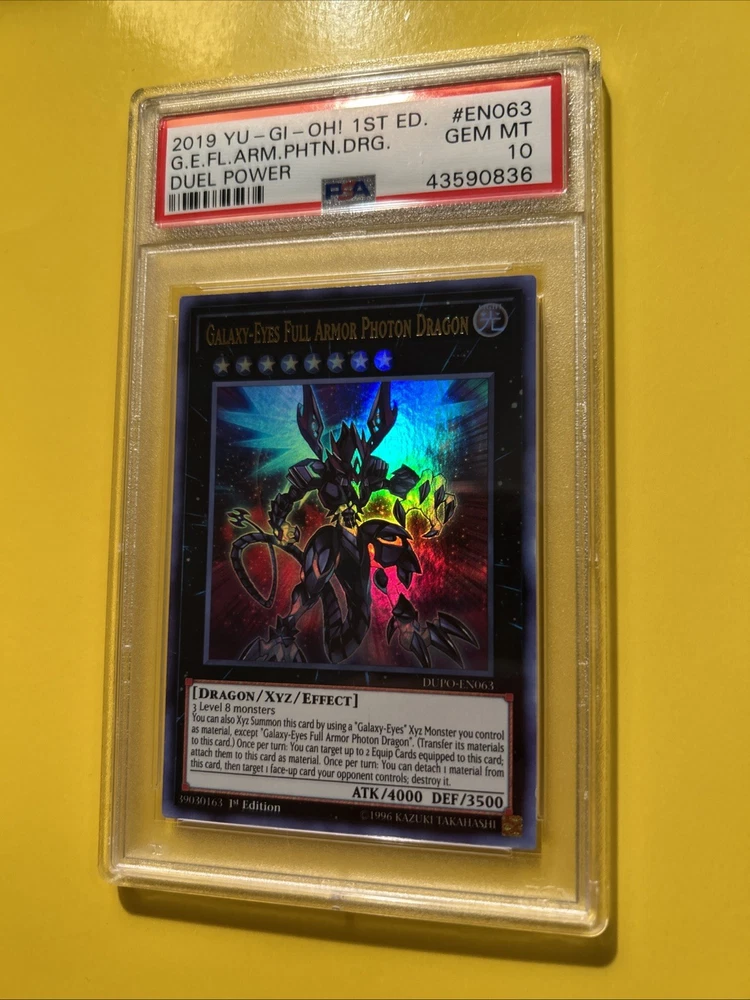 2019 YU-GI-OH! 1ST ED. #EN063
G.E.FL.ARM.PHTN.DRG. GEM MT
DUEL POWER 10
PSA 43590836
GALAXY-EYES FULL ARMOR PHOTON DRAGON 光
DUPO-EN063
[DRAGON/XYZ/EFFECT]
3 Level 8 monsters
You can also Xyz Summon this card by using a "Galaxy-Eyes" Xyz Monster you control
as material, except "Galaxy-Eyes Full Armor Photon Dragon". (Transfer its materials
to this card.) Once per turn: You can target up to 2 Equip Cards equipped to this card;
attach them to this card as material. Once per turn: You can detach 1 material from
this card, then target 1 face-up card your opponent controls; destroy it.
ATK/4000 DEF/3500
39030163 1st Edition ©1996 KAZUKI TAKAHASHI